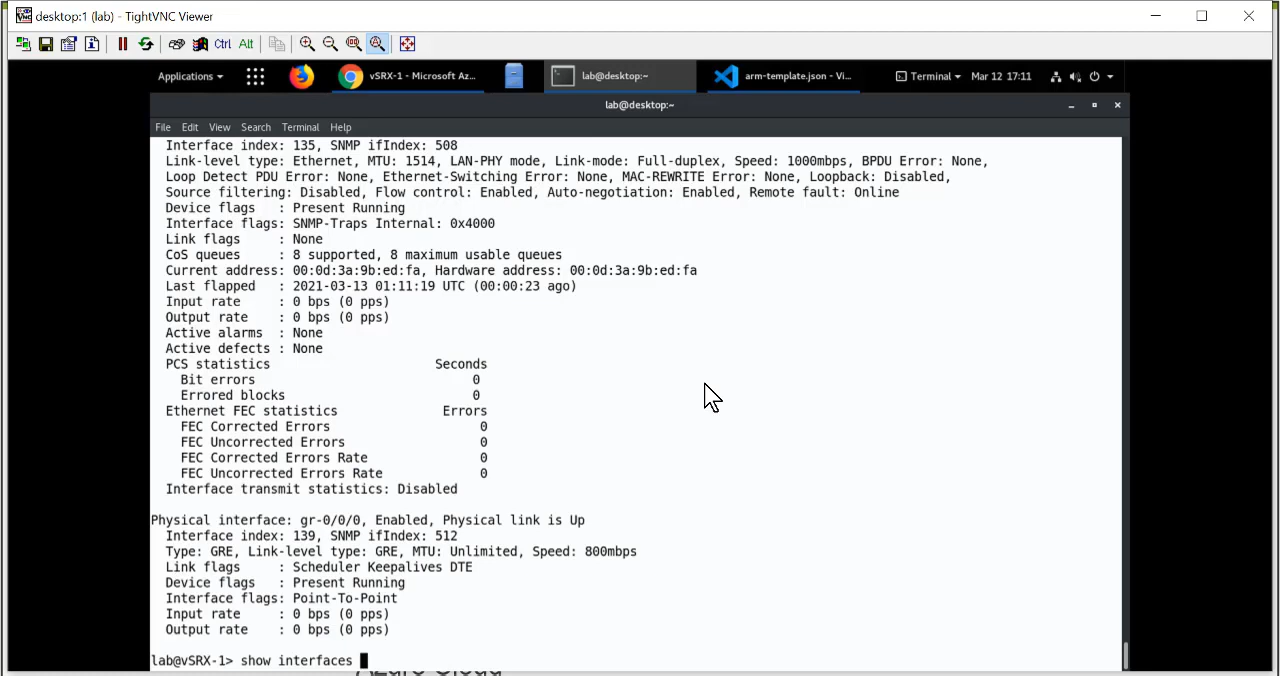 desktop:1 (lab) - TightVNC Viewer
Ctrl Alt
Applications vSRX-1 - Microsoft Az... lab@desktop:~ arm-template.json - Vi... Terminal Mar 12 17:11
lab@desktop:~
File Edit View Search Terminal Help
Interface index: 135, SNMP ifIndex: 508
Link-level type: Ethernet, MTU: 1514, LAN-PHY mode, Link-mode: Full-duplex, Speed: 1000mbps, BPDU Error: None,
Loop Detect PDU Error: None, Ethernet-Switching Error: None, MAC-REWRITE Error: None, Loopback: Disabled,
Source filtering: Disabled, Flow control: Enabled, Auto-negotiation: Enabled, Remote fault: Online
Device flags : Present Running
Interface flags: SNMP-Traps Internal: 0x4000
Link flags : None
CoS queues : 8 supported, 8 maximum usable queues
Current address: 00:0d:3a:9b:ed:fa, Hardware address: 00:0d:3a:9b:ed:fa
Last flapped : 2021-03-13 01:11:19 UTC (00:00:23 ago)
Input rate : 0 bps (0 pps)
Output rate : 0 bps (0 pps)
Active alarms : None
Active defects : None
PCS statistics Seconds
Bit errors 0
Errored blocks 0
Ethernet FEC statistics Errors
FEC Corrected Errors 0
FEC Uncorrected Errors 0
FEC Corrected Errors Rate 0
FEC Uncorrected Errors Rate 0
Interface transmit statistics: Disabled
Physical interface: gr-0/0/0, Enabled, Physical link is Up
Interface index: 139, SNMP ifIndex: 512
Type: GRE, Link-level type: GRE, MTU: Unlimited, Speed: 800mbps
Link flags : Scheduler Keepalives DTE
Device flags : Present Running
Interface flags: Point-To-Point
Input rate : 0 bps (0 pps)
Output rate : 0 bps (0 pps)
lab@vSRX-1> show interfaces
Azure Cloud